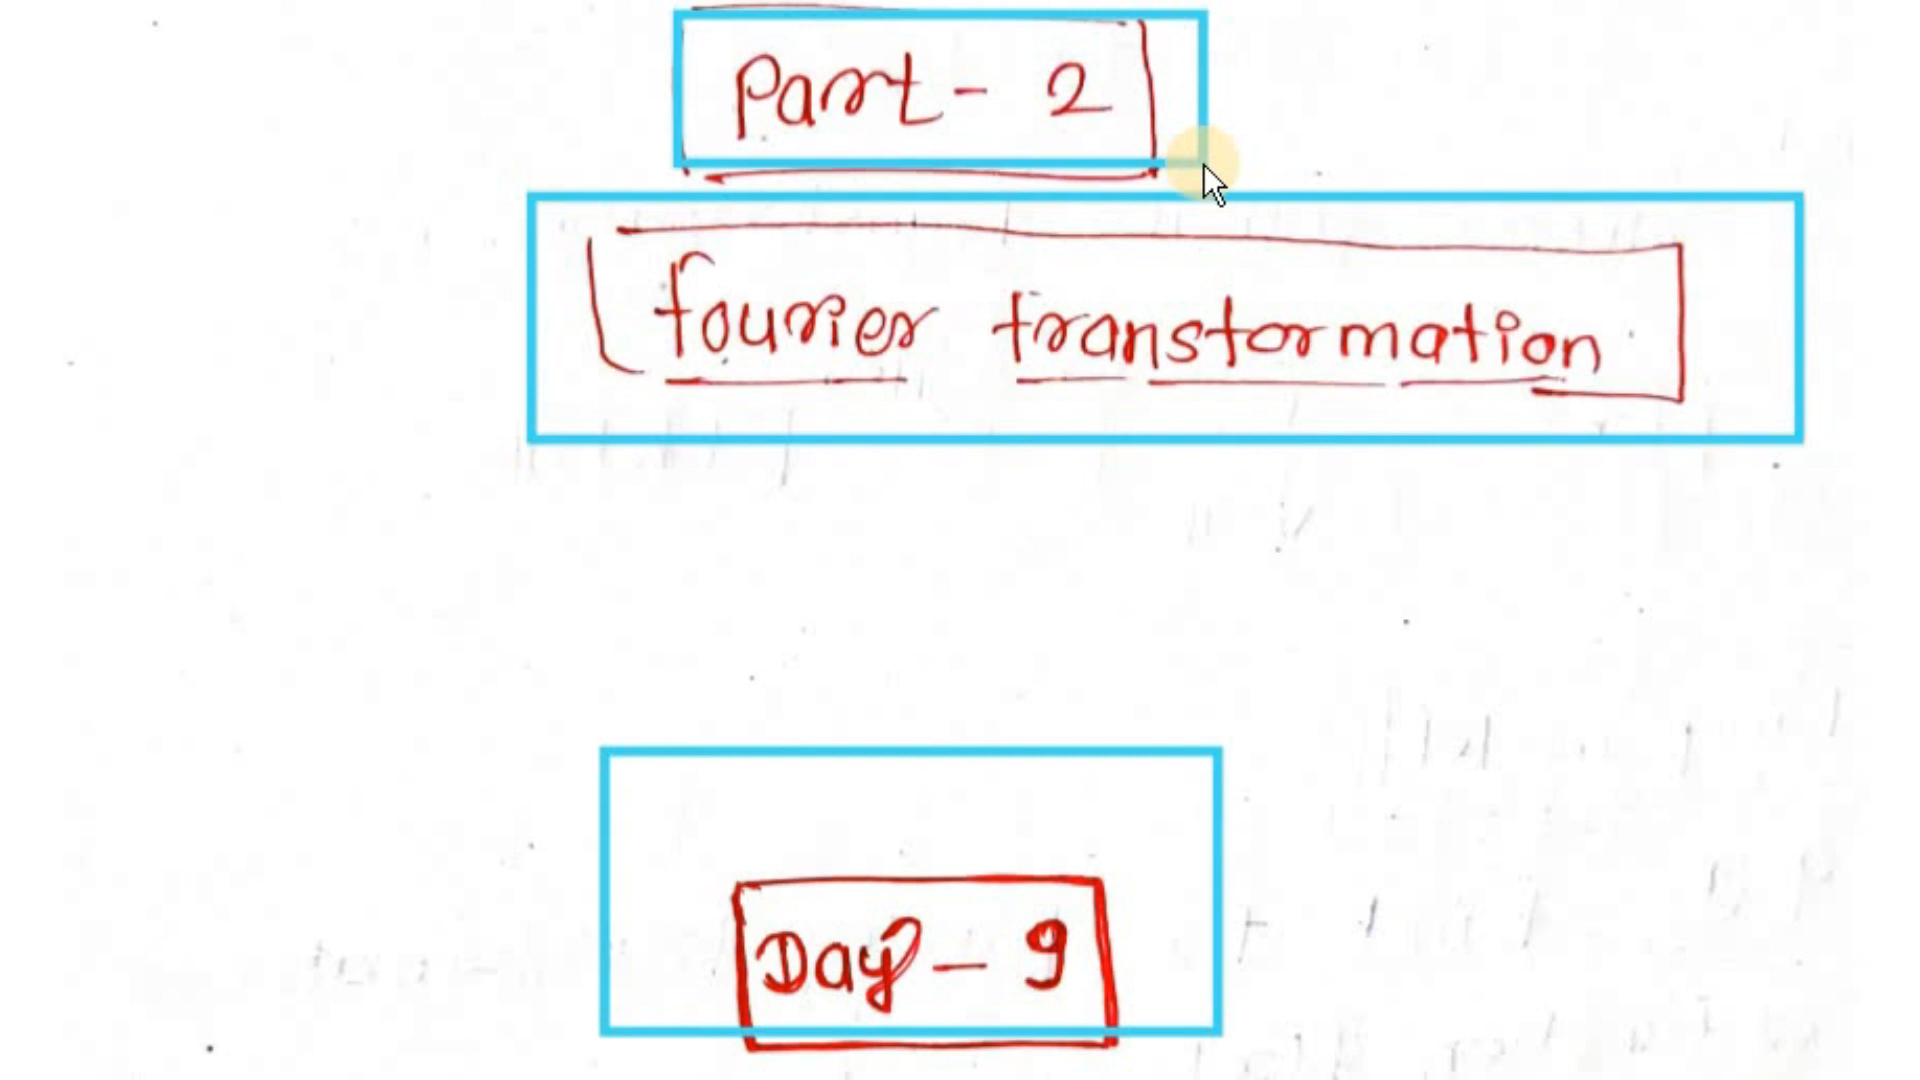 Part - 2
fourier transformation
Day - 9